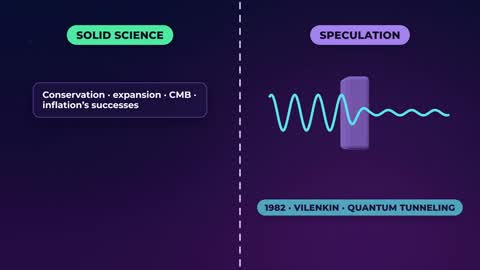 SOLID SCIENCE
Conservation · expansion · CMB ·
inflation's successes
SPECULATION
1982 · VILENKIN · QUANTUM TUNNELING